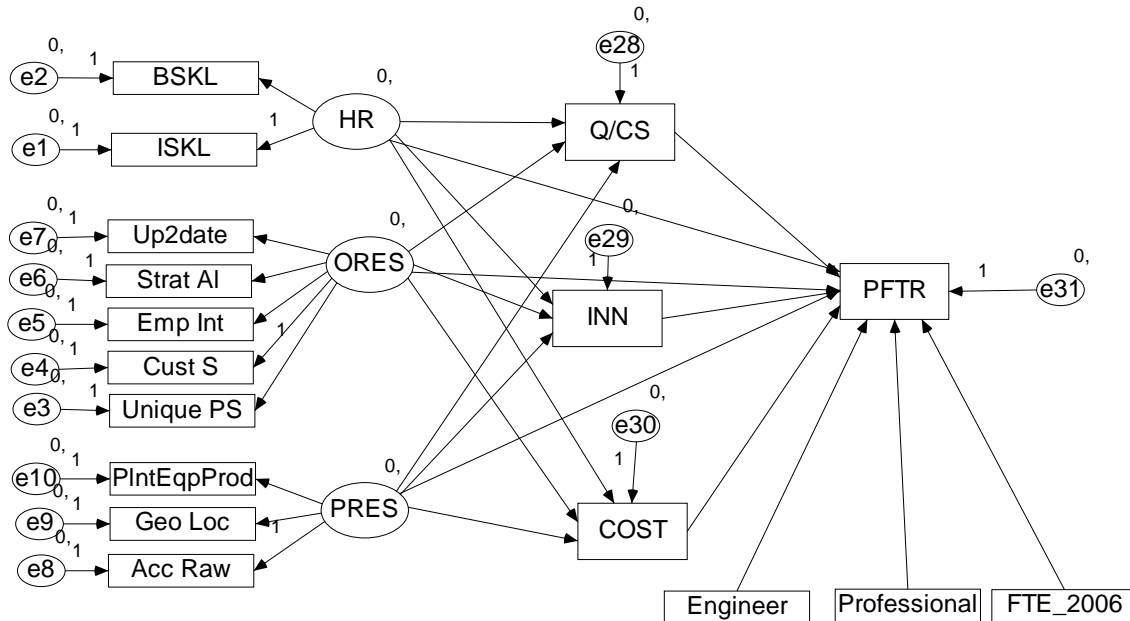 0,
e2
1
BSKL
0,
e1
1
ISKL
1
0,
HR
0,
e28
1
Q/CS
0,
e7
1
Up2date
0,
e6
1
Strat Al
0,
e5
1
Emp Int
0,
e4
1
Cust S
0,
e3
1
Unique PS
1
0,
ORES
0,
e29
1
INN
PFTR
1
0,
e31
0,
e10
1
PlntEqpProd
0,
e9
1
Geo Loc
0,
e8
1
Acc Raw
1
0,
PRES
0,
e30
1
COST
Engineer
Professional
FTE_2006